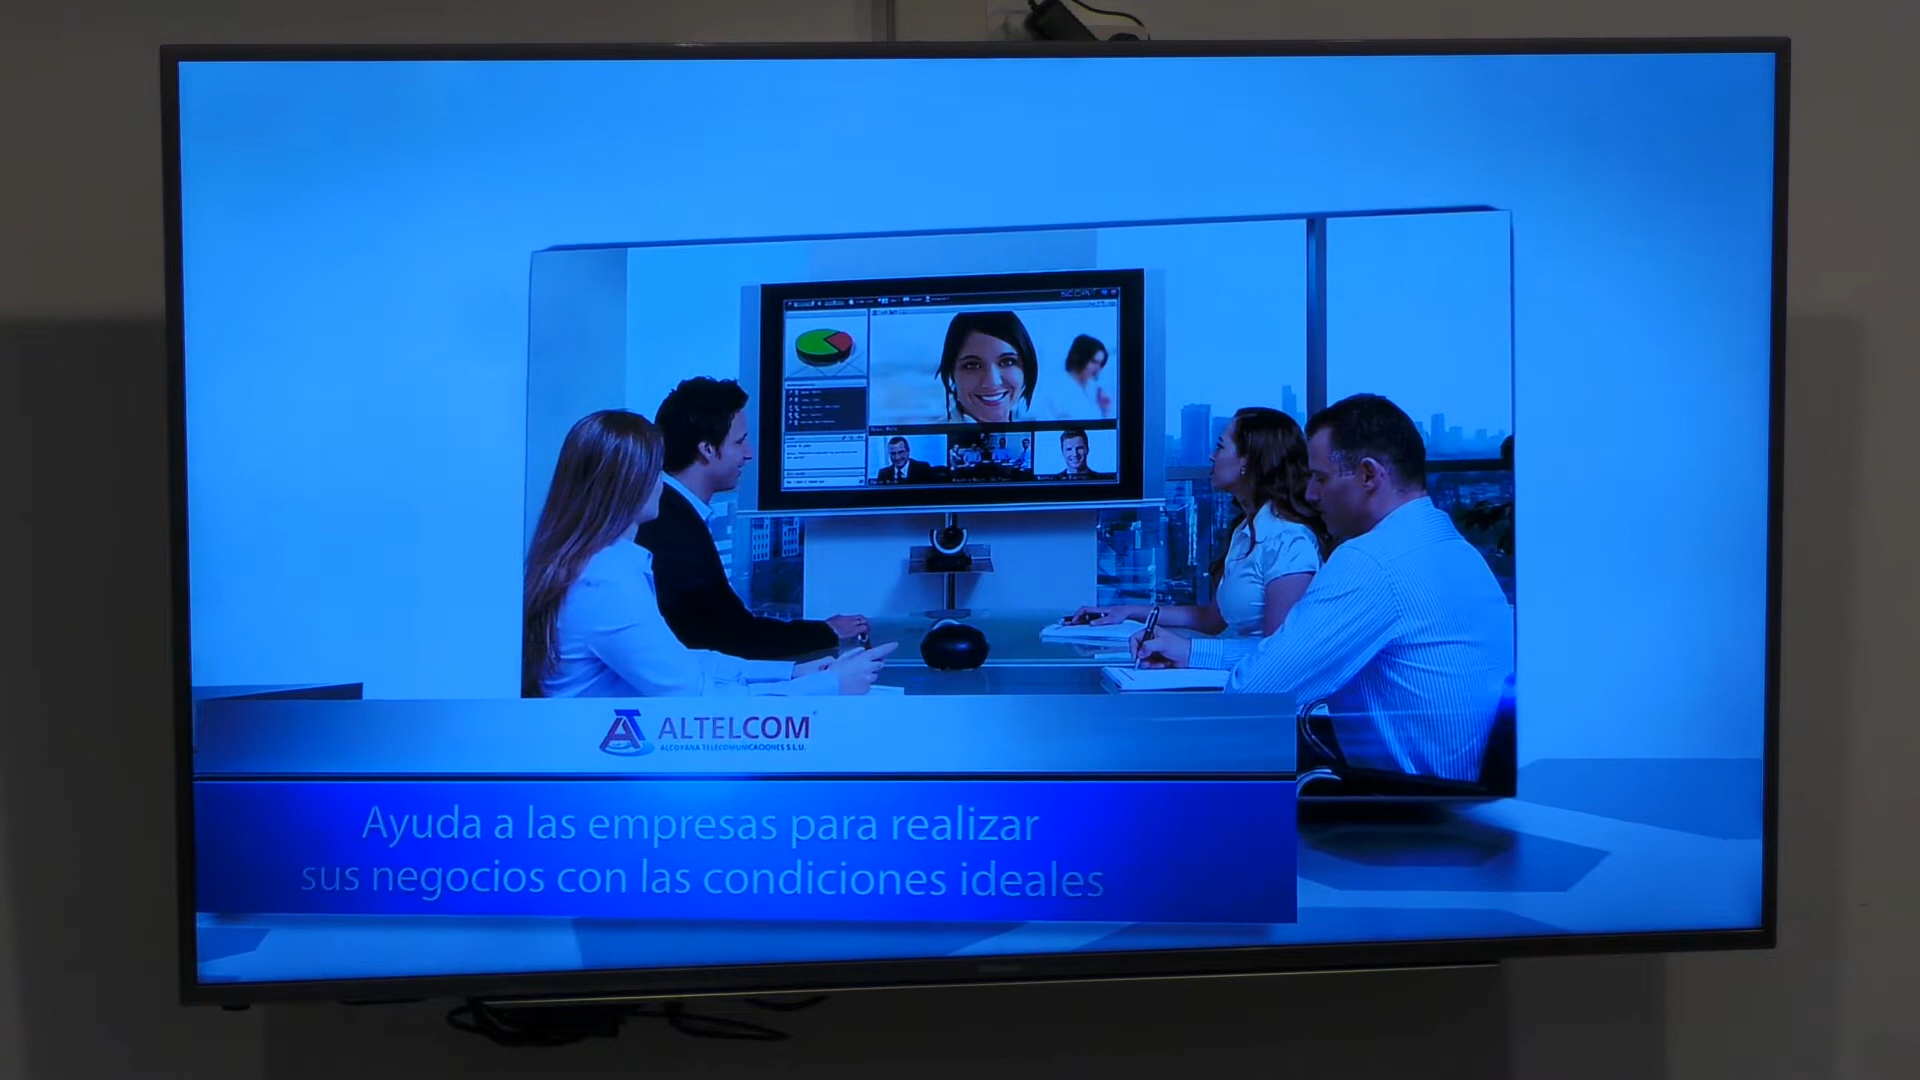 ALTELCOM
ALCOYANA TELECOMUNICACIONES S.L.U.
Ayuda a las empresas para realizar
sus negocios con las condiciones ideales